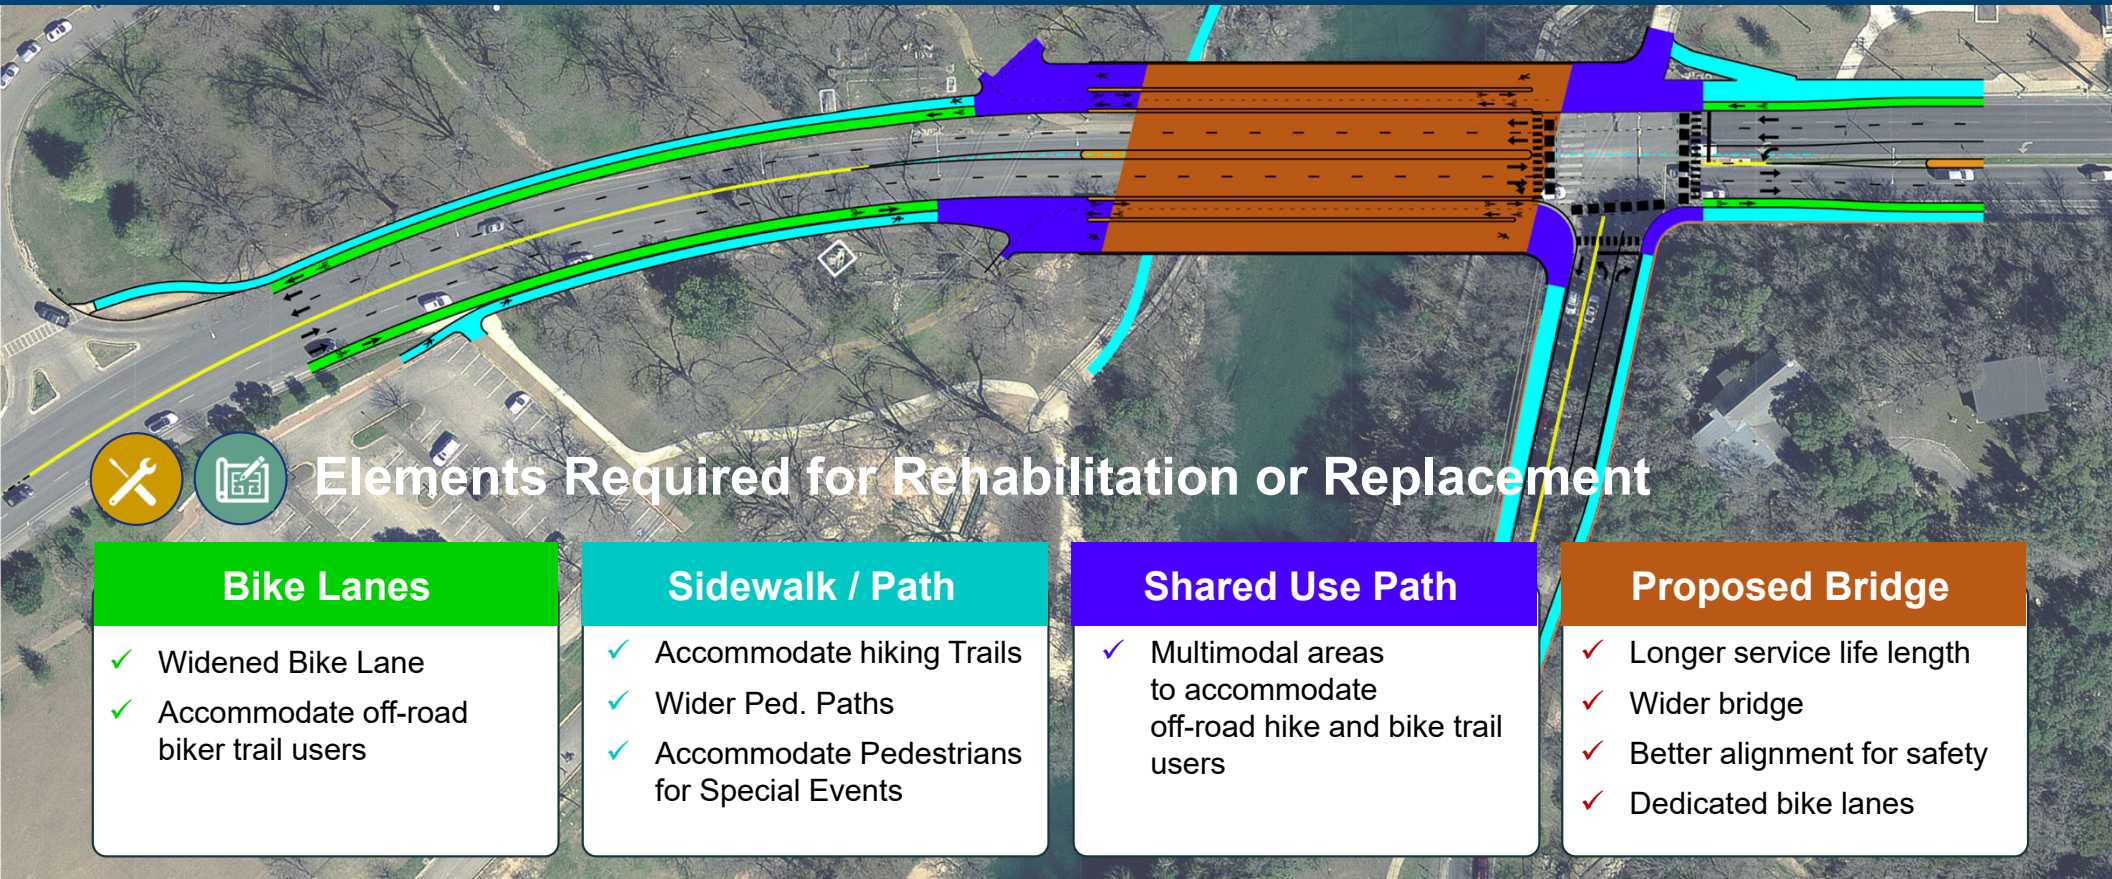 Elements Required for Rehabilitation or Replacement
Bike Lanes
Widened Bike Lane
Accommodate off-road
biker trail users
Sidewalk / Path
Accommodate hiking Trails
Wider Ped. Paths
Accommodate Pedestrians
for Special Events
Shared Use Path
Multimodal areas
to accommodate
off-road hike and bike trail
users
Proposed Bridge
Longer service life length
Wider bridge
Better alignment for safety
Dedicated bike lanes